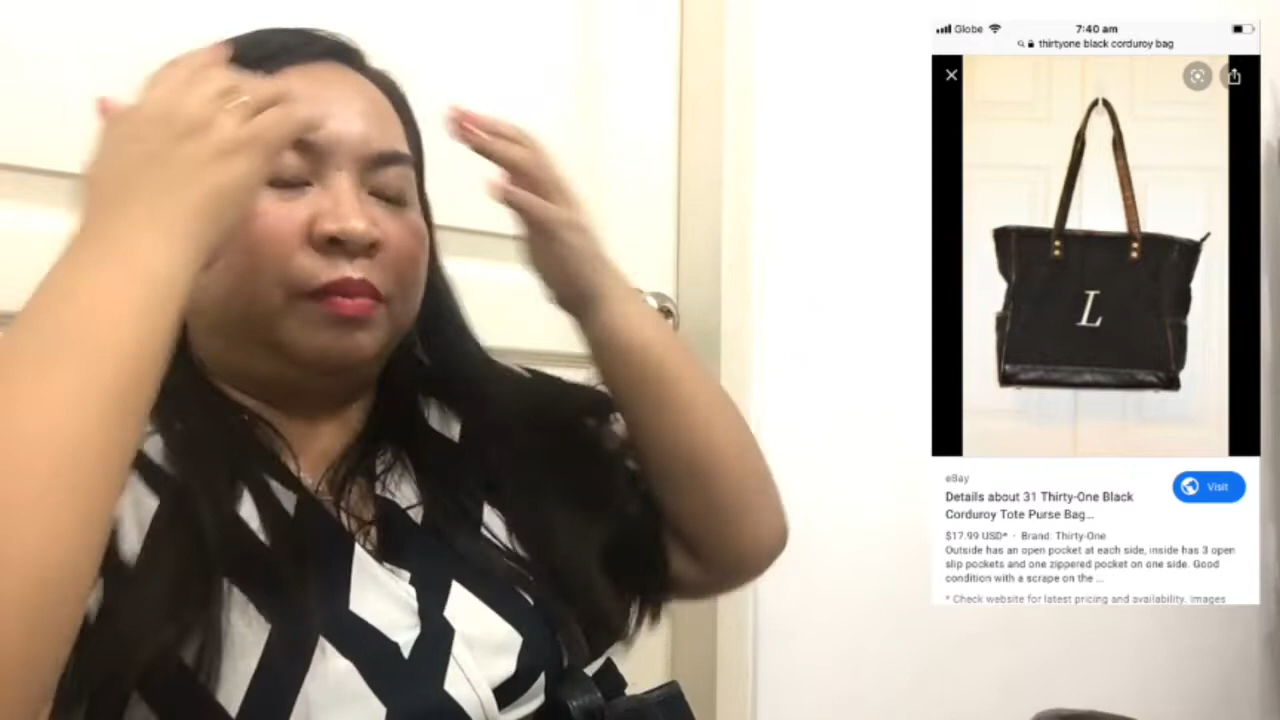 Globe 7:40 am
thirtyone black corduroy bag
L
eBay
Visit
Details about 31 Thirty-One Black
Corduroy Tote Purse Bag...
$17.99 USD* · Brand: Thirty-One
Outside has an open pocket at each side, inside has 3 open
slip pockets and one zippered pocket on one side. Good
condition with a scrape on the ...
* Check website for latest pricing and availability. Images